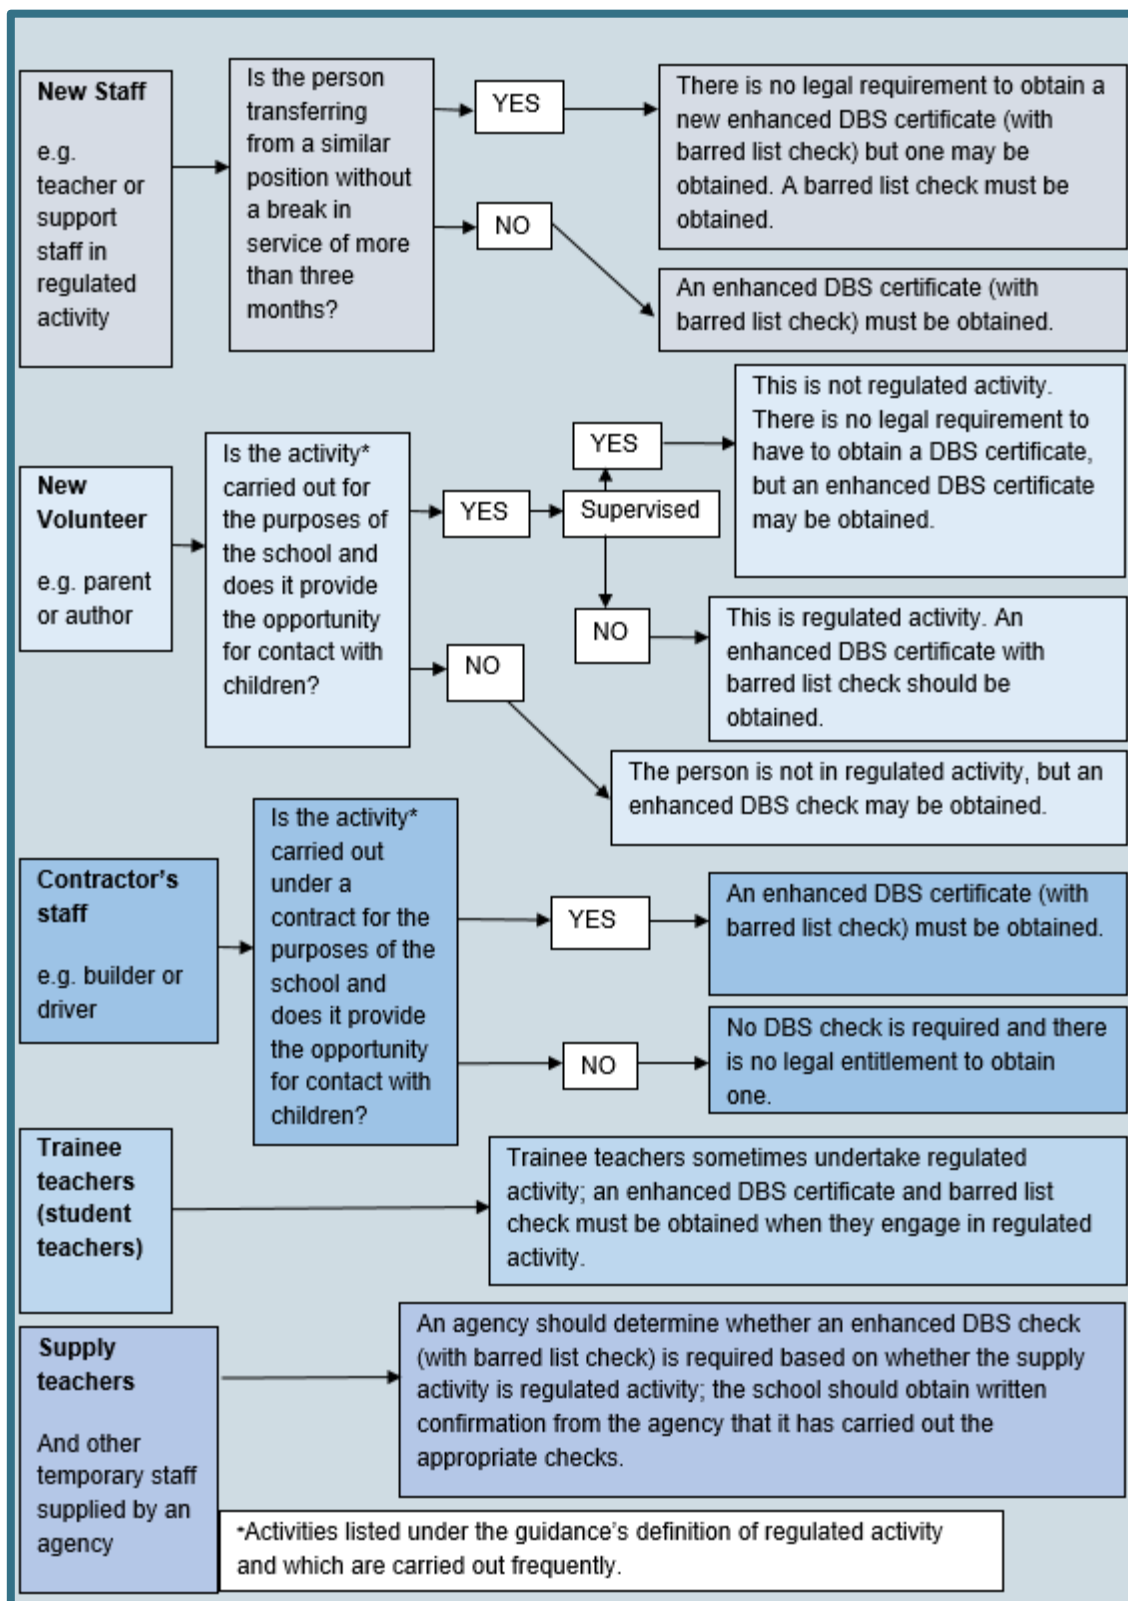 New Staff
e.g.
teacher or
support
staff in
regulated
activity
Is the person
transferring
from a similar
position without
a break in
service of more
than three
months?
YES
There is no legal requirement to obtain a
new enhanced DBS certificate (with
barred list check) but one may be
obtained. A barred list check must be
obtained.
NO
An enhanced DBS certificate (with
barred list check) must be obtained.
New
Volunteer
e.g. parent
or author
Is the activity*
carried out for
the purposes of
the school and
does it provide
the opportunity
for contact with
children?
YES
Supervised
YES
This is not regulated activity.
There is no legal requirement to
have to obtain a DBS certificate,
but an enhanced DBS certificate
may be obtained.
NO
This is regulated activity. An
enhanced DBS certificate with
barred list check should be
obtained.
NO
The person is not in regulated activity, but an
enhanced DBS check may be obtained.
Contractor's
staff
e.g. builder or
driver
Is the activity*
carried out
under a
contract for the
purposes of the
school and
does it provide
the opportunity
for contact with
children?
YES
An enhanced DBS certificate (with
barred list check) must be obtained.
NO
No DBS check is required and there
is no legal entitlement to obtain
one.
Trainee
teachers
(student
teachers)
Trainee teachers sometimes undertake regulated
activity; an enhanced DBS certificate and barred list
check must be obtained when they engage in regulated
activity.
Supply
teachers
And other
temporary staff
supplied by an
agency
An agency should determine whether an enhanced DBS check
(with barred list check) is required based on whether the supply
activity is regulated activity; the school should obtain written
confirmation from the agency that it has carried out the
appropriate checks.
*Activities listed under the guidance's definition of regulated activity
and which are carried out frequently.